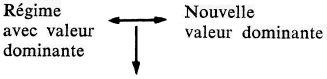 Régime
avec valeur
dominante
Nouvelle
valeur dominante